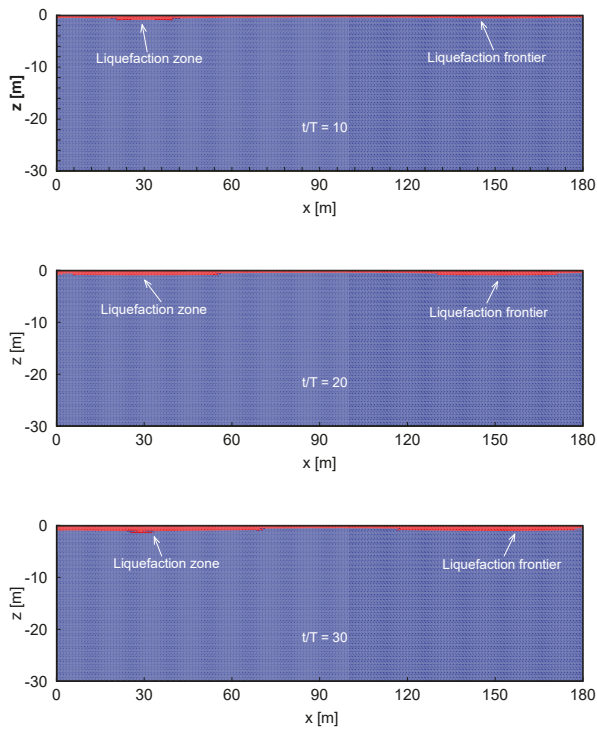 0
Liquefaction zone
Liquefaction frontier
-10
z [m]
-20
t/T = 10
-30
0 30 60 90 120 150 180
x [m]
0
Liquefaction zone
Liquefaction frontier
-10
z [m]
-20
t/T = 20
-30
0 30 60 90 120 150 180
x [m]
0
Liquefaction zone
Liquefaction frontier
-10
z [m]
-20
t/T = 30
-30
0 30 60 90 120 150 180
x [m]